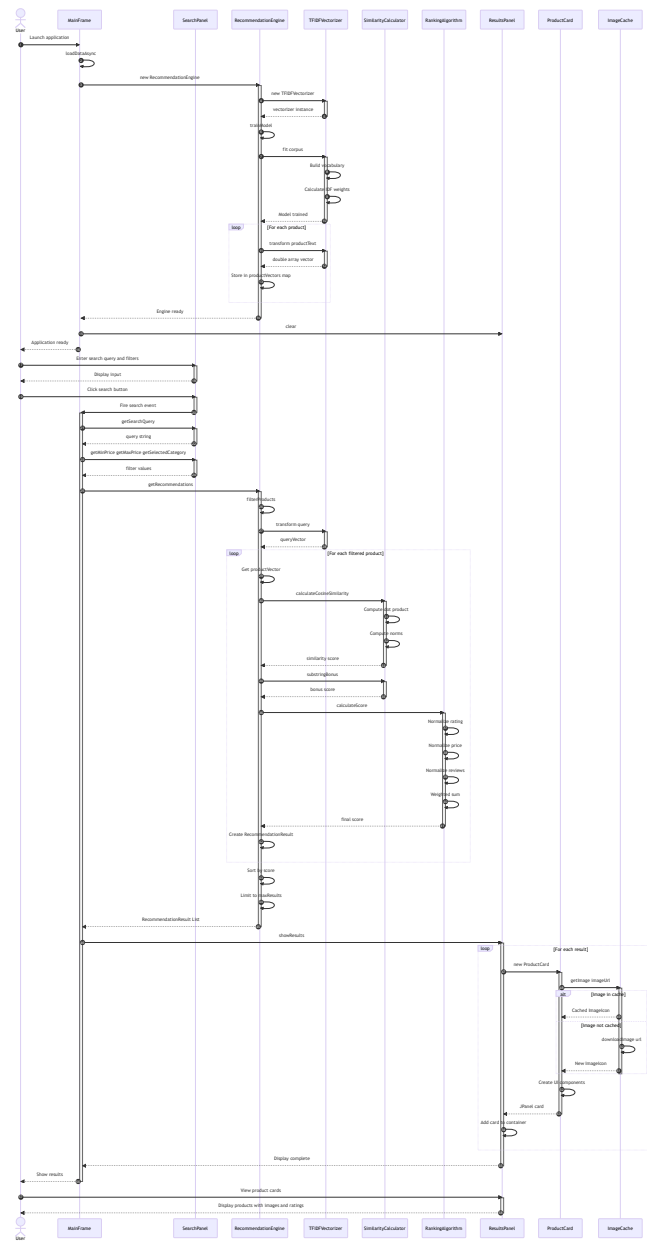 User
MainFrame
SearchPanel
RecommendationEngine
TFIDFVectorizer
SimilarityCalculator
RankingAlgorithm
ResultsPanel
ProductCard
ImageCache
Launch application
loadDataAsync
new RecommendationEngine
new TFIDFVectorizer
vectorizer instance
trainModel
fit corpus
Build vocabulary
Calculate IDF weights
Model trained
loop
[For each product]
transform productText
double array vector
Store in productVectors map
Engine ready
clear
Application ready
Enter search query and filters
Display input
Click search button
Fire search event
getSearchQuery
query string
getMinPrice getMaxPrice getSelectedCategory
filter values
getRecommendations
filterProducts
transform query
queryVector
loop
[For each filtered product]
Get productVector
calculateCosineSimilarity
Compute dot product
Compute norms
similarity score
substringBonus
bonus score
calculateScore
Normalize rating
Normalize price
Normalize reviews
Weighted sum
final score
Create RecommendationResult
Sort by score
Limit to maxResults
RecommendationResult List
showResults
loop
[For each result]
new ProductCard
getImage imageUrl
alt
[Image in cache]
Cached ImageIcon
[Image not cached]
downloadImage url
New ImageIcon
Create UI components
JPanel card
Add card to container
Display complete
Show results
View product cards
Display products with images and ratings
User
MainFrame
SearchPanel
RecommendationEngine
TFIDFVectorizer
SimilarityCalculator
RankingAlgorithm
ResultsPanel
ProductCard
ImageCache